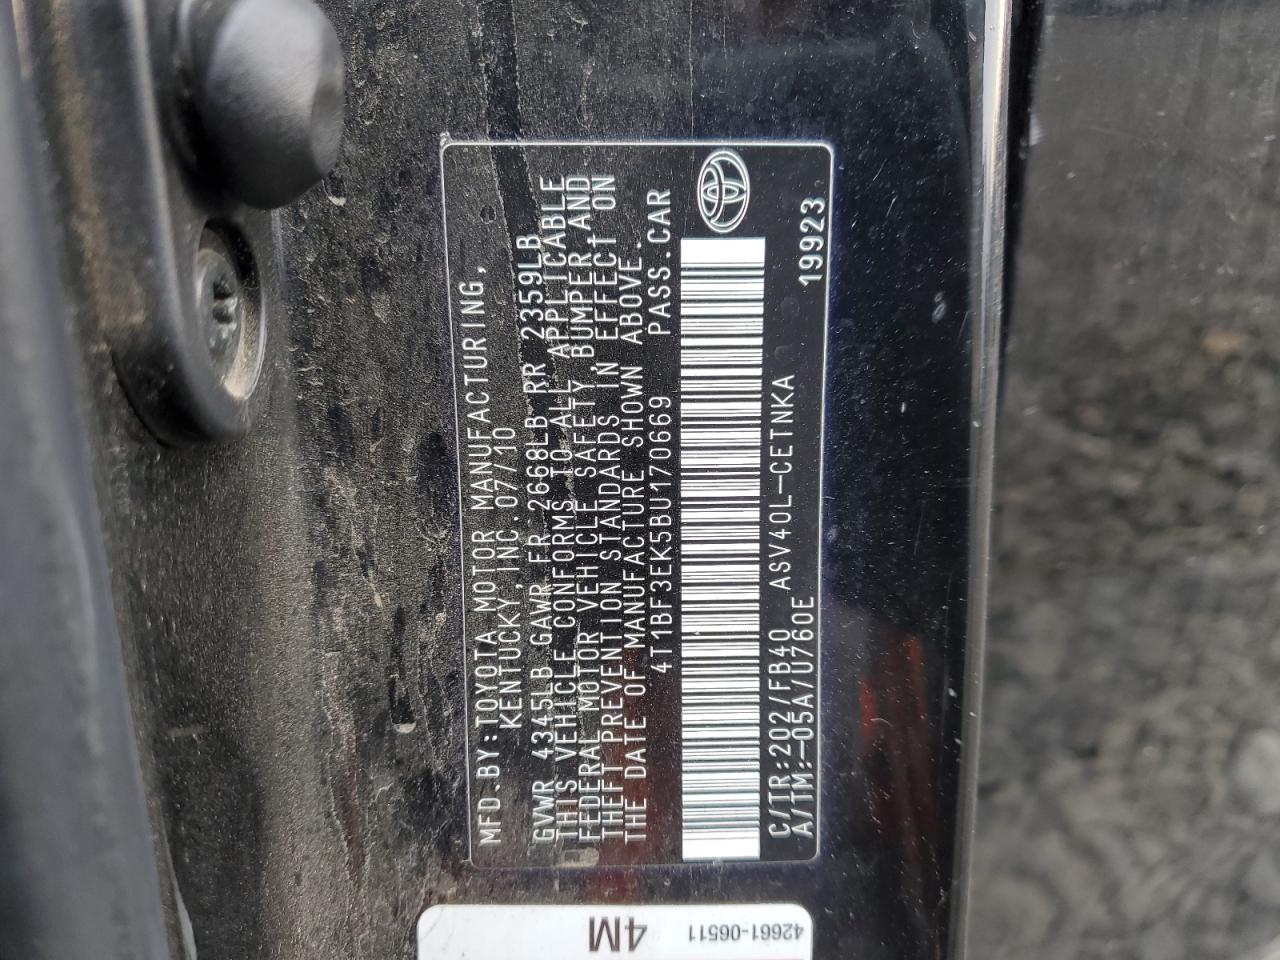 MFD.BY:TOYOTA MOTOR MANUFACTURING,
KENTUCKY,INC.07/10
GVWR 4345LB GAWR FR 2668LB RR 2359LB
THIS VEHICLE CONFORMS TO ALL APPLICABLE
FEDERAL MOTOR VEHICLE SAFETY,BUMPER,AND
THEFT PREVENTION STANDARDS IN EFFECT ON
THE DATE OF MANUFACTURE SHOWN ABOVE.
4T1BF3EK5BU170669 PASS.CAR
C/TR:202/FB40 ASV40L-CETNKA 19923
A/TM:-05A/U760E
4M
42661-06511